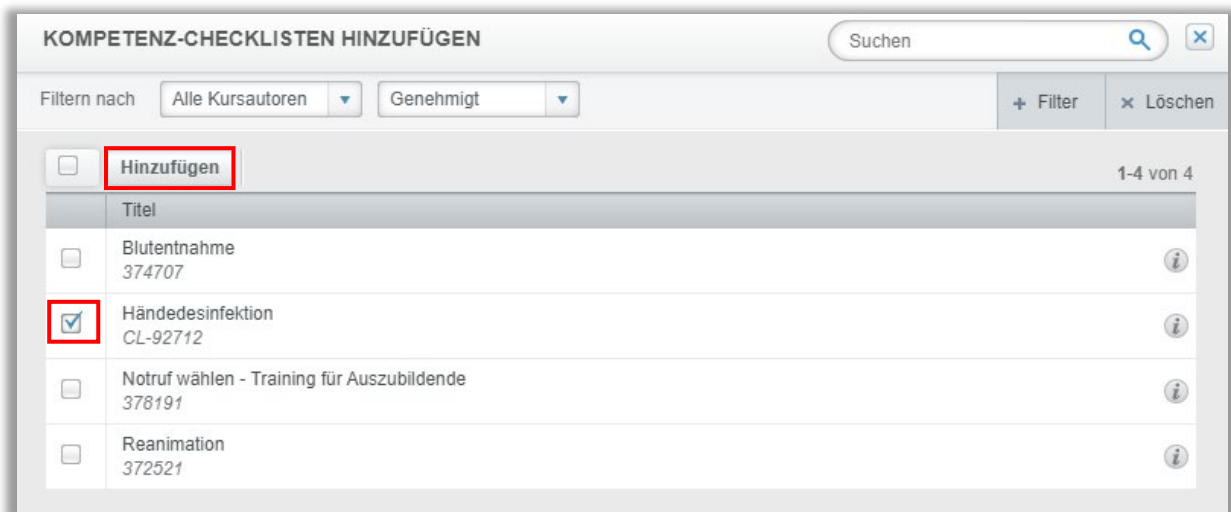 KOMPETENZ-CHECKLISTEN HINZUFÜGEN
Suchen
Filtern nach Alle Kursautoren Genehmigt + Filter × Löschen
Hinzufügen 1-4 von 4
Titel
Blutentnahme
374707
Händedesinfektion
CL-92712
Notruf wählen - Training für Auszubildende
378191
Reanimation
372521